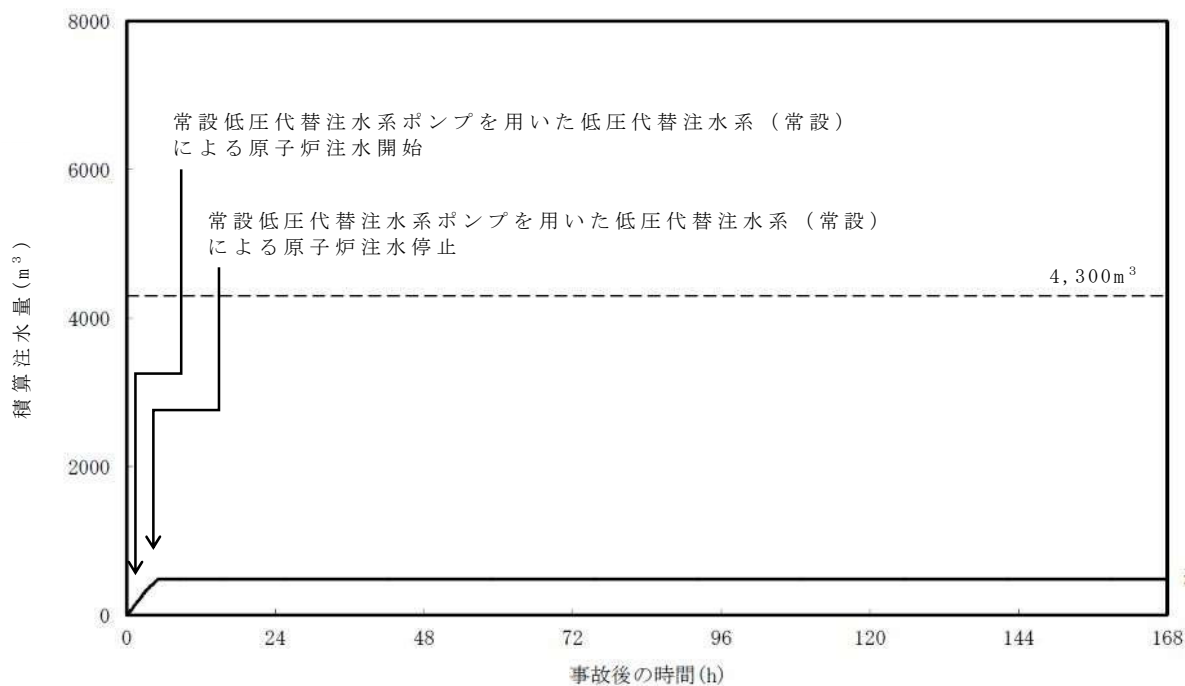 8000
常設低圧代替注水系ポンプを用いた低圧代替注水系（常設）
による原子炉注水開始
6000
常設低圧代替注水系ポンプを用いた低圧代替注水系（常設）
による原子炉注水停止
積算注水量(m³)
4,300m³
4000
2000
0
0 24 48 72 96 120 144 168
事故後の時間(h)